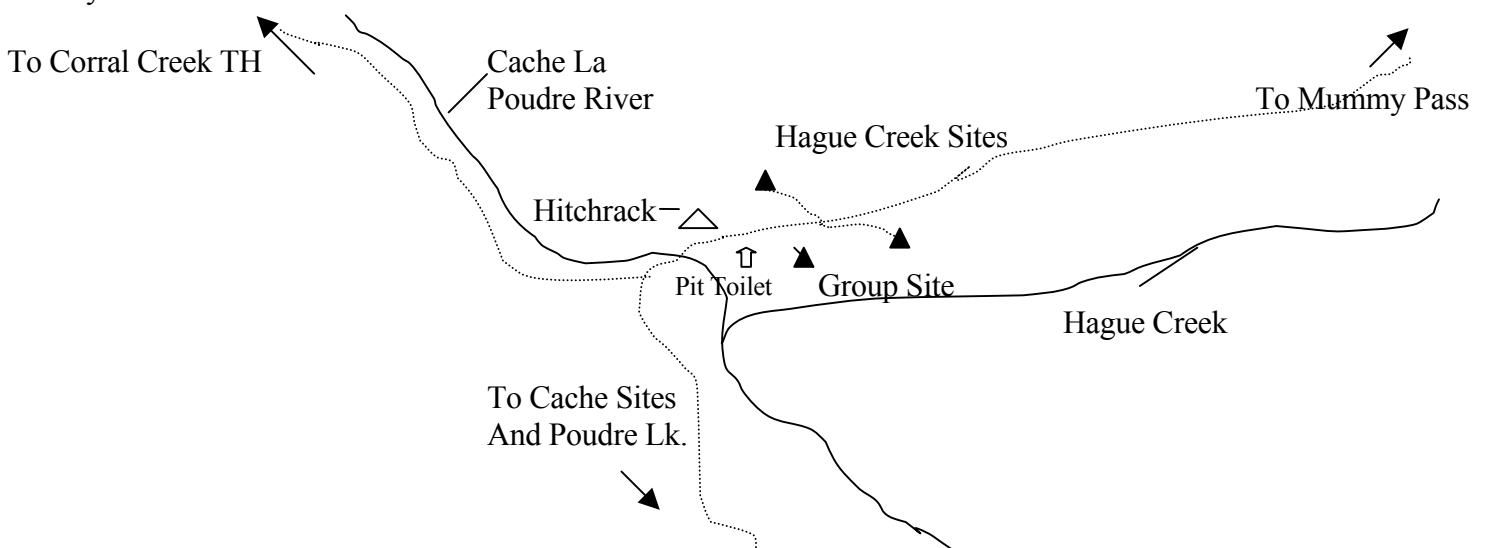 To Corral Creek TH
Cache La
Poudre River
To Mummy Pass
Hague Creek Sites
Hitchrack
Pit Toilet
Group Site
Hague Creek
To Cache Sites
And Poudre Lk.